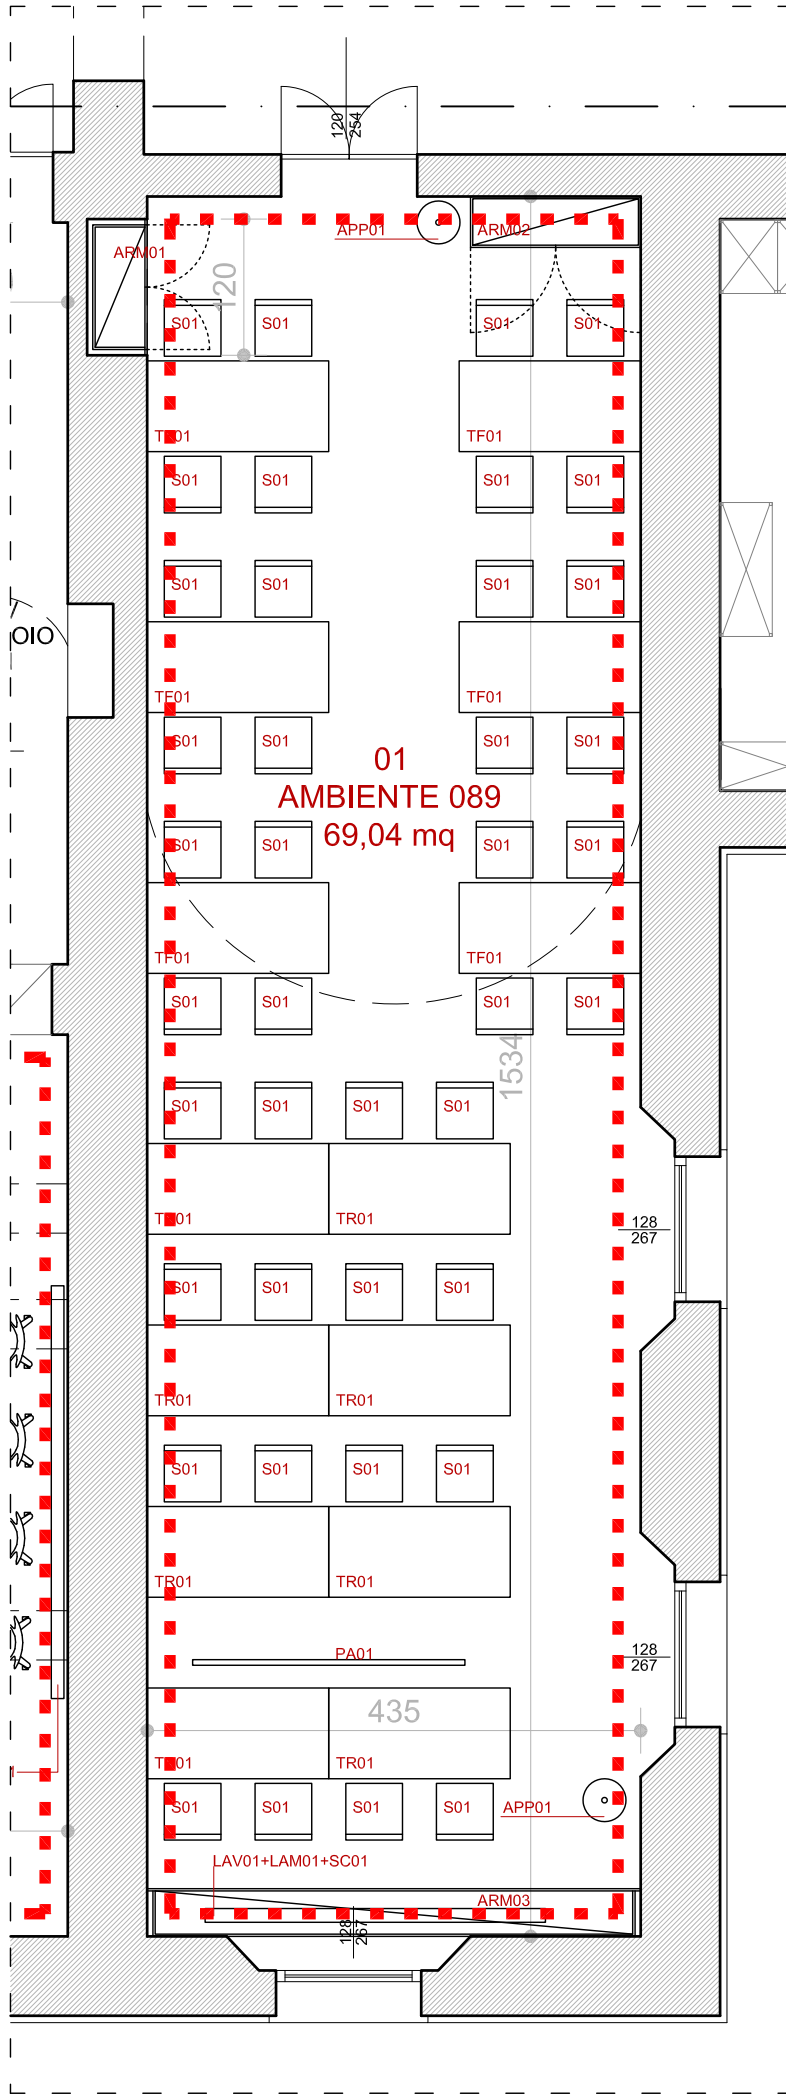 120
254
APP01
ARM02
ARM01
120
S01 S01 S01 S01
TF01 TF01
S01 S01 S01 S01
S01 S01 S01 S01
OIO
TF01 TF01
S01 S01 S01 S01
01
AMBIENTE 089
69,04 mq
S01 S01 S01 S01
TF01 TF01
S01 S01 S01 S01
1534
S01 S01 S01 S01
TR01 TR01
128
267
S01 S01 S01 S01
TR01 TR01
S01 S01 S01 S01
TR01 TR01
128
267
PA01
435
TR01 TR01
S01 S01 S01 S01
APP01
LAV01+LAM01+SC01
ARM03
128
267